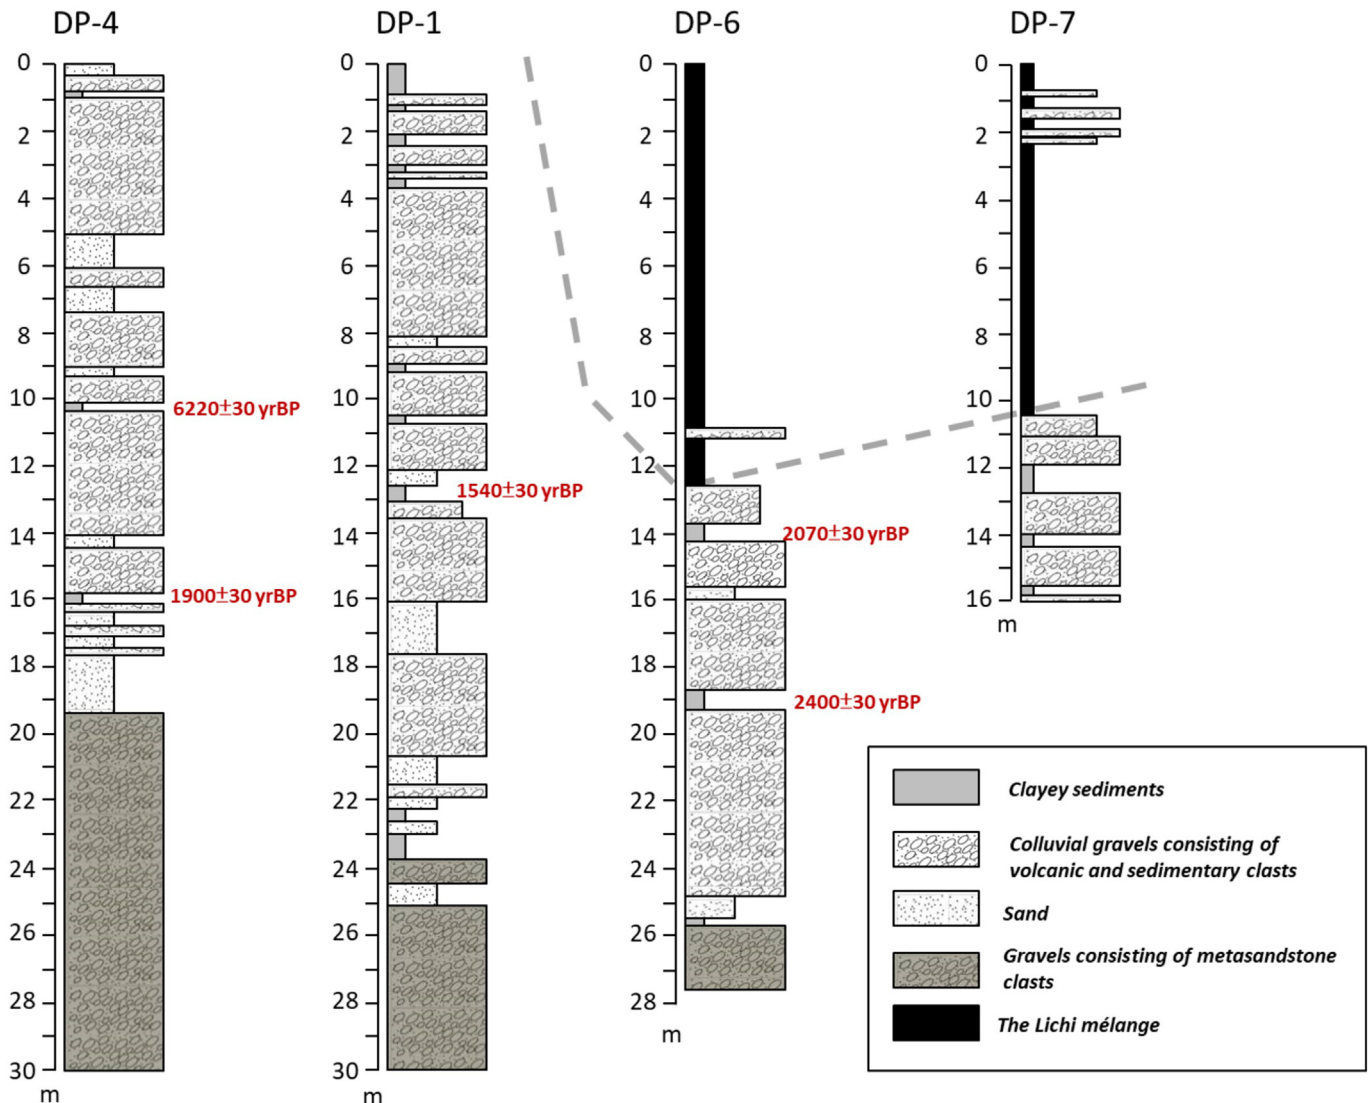 DP-4
DP-1
DP-6
DP-7
0
2
4
6
8
10
12
14
16
18
20
22
24
26
28
30
m
6220±30 yrBP
1900±30 yrBP
0
2
4
6
8
10
12
14
16
18
20
22
24
26
28
30
m
1540±30 yrBP
0
2
4
6
8
10
12
14
16
18
20
22
24
26
28
m
2070±30 yrBP
2400±30 yrBP
0
2
4
6
8
10
12
14
16
m
Clayey sediments
Colluvial gravels consisting of
volcanic and sedimentary clasts
Sand
Gravels consisting of metasandstone
clasts
The Lichi mélange